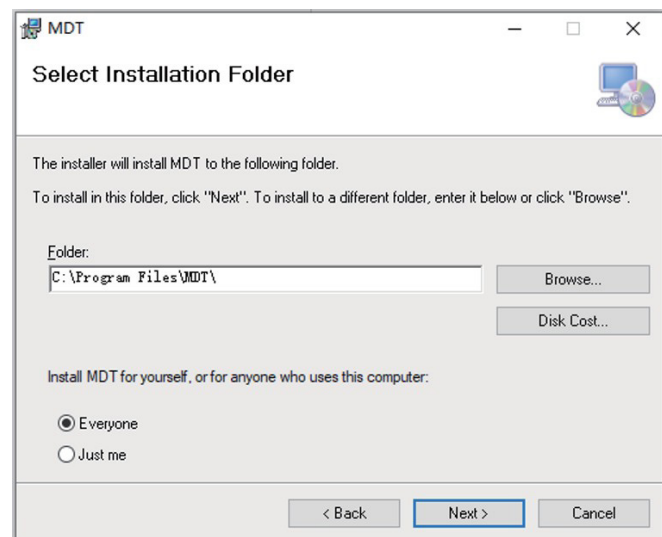 MDT
Select Installation Folder
The installer will install MDT to the following folder.
To install in this folder, click "Next". To install to a different folder, enter it below or click "Browse".
Folder:
C:\Program Files\MDT\
Browse...
Disk Cost...
Install MDT for yourself, or for anyone who uses this computer:
Everyone
Just me
< Back
Next >
Cancel